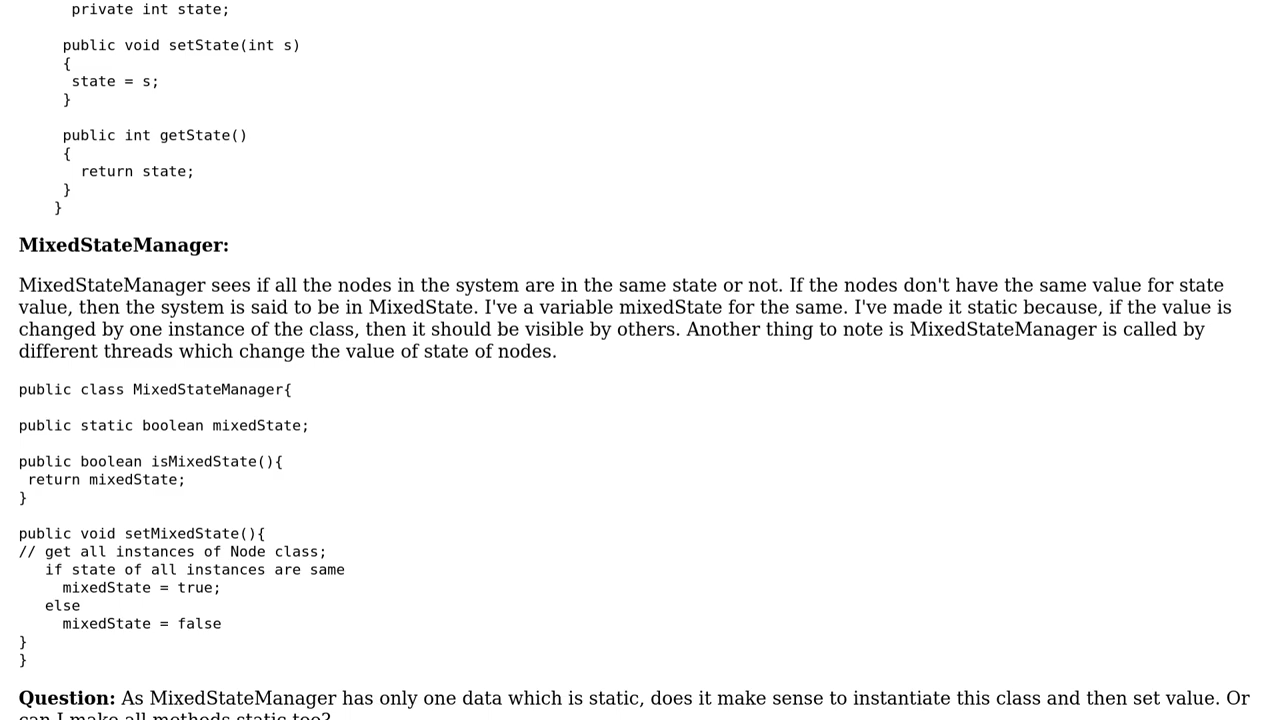 private int state;
public void setState(int s)
{
state = s;
}
public int getState()
{
return state;
}
}
MixedStateManager:
MixedStateManager sees if all the nodes in the system are in the same state or not. If the nodes don't have the same value for state
value, then the system is said to be in MixedState. I've a variable mixedState for the same. I've made it static because, if the value is
changed by one instance of the class, then it should be visible by others. Another thing to note is MixedStateManager is called by
different threads which change the value of state of nodes.
public class MixedStateManager{
public static boolean mixedState;
public boolean isMixedState(){
return mixedState;
}
public void setMixedState(){
// get all instances of Node class;
if state of all instances are same
mixedState = true;
else
mixedState = false
}
}
Question: As MixedStateManager has only one data which is static, does it make sense to instantiate this class and then set value. Or
can I make all methods static too?